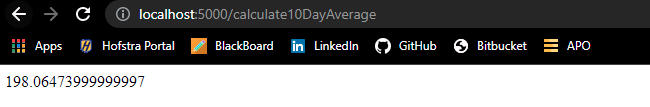 localhost:5000/calculate10DayAverage
Apps Hofstra Portal BlackBoard LinkedIn GitHub Bitbucket APO
198.06473999999997